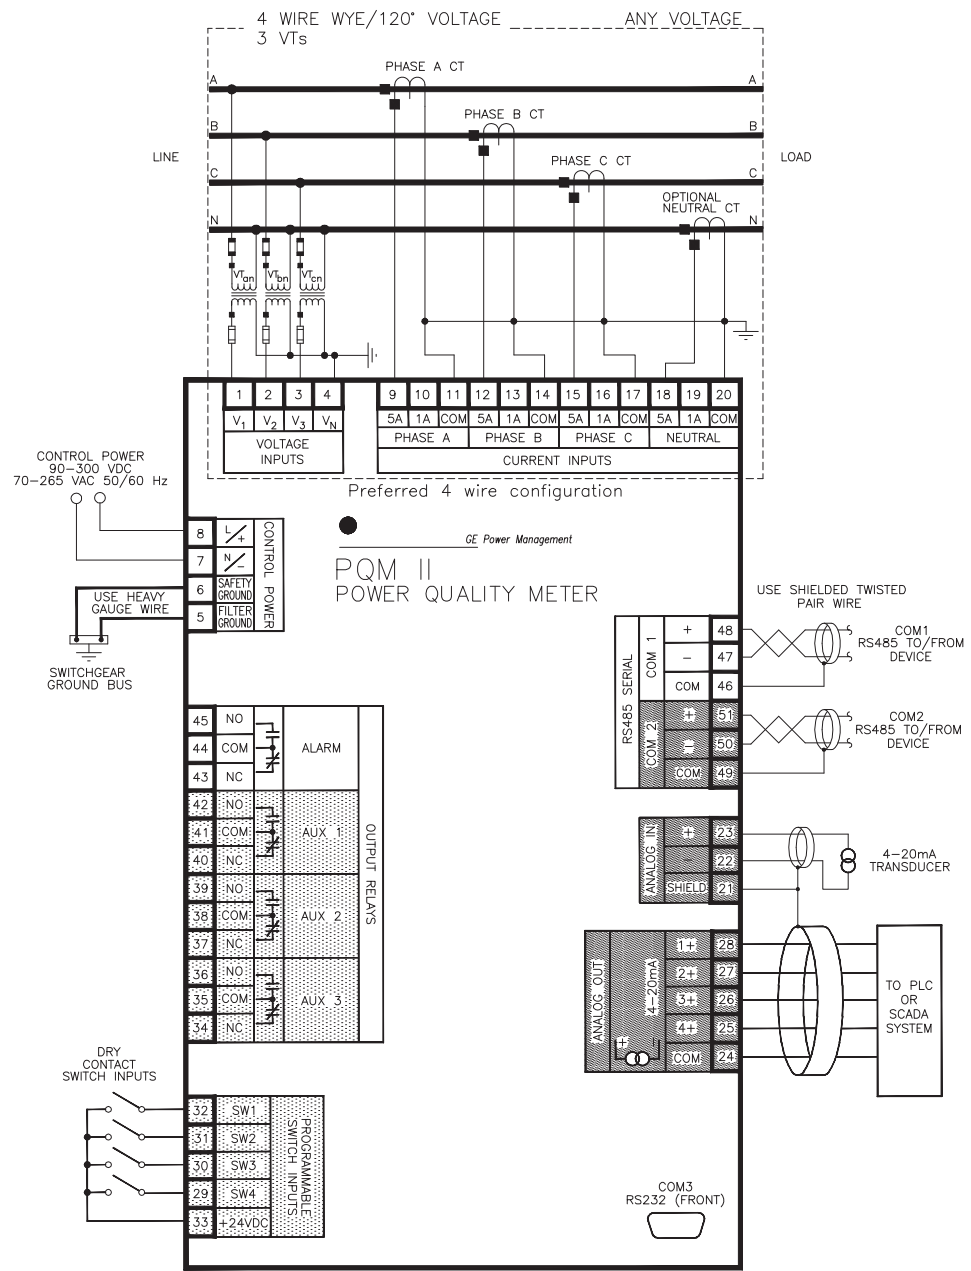 4 WIRE WYE/120° VOLTAGE
3 VTs
ANY VOLTAGE
PHASE A CT
A
A
PHASE B CT
B
B
LINE
PHASE C CT
LOAD
C
C
OPTIONAL
NEUTRAL CT
N
N
VTan
VTbn
VTcn
1 2 3 4
V1 V2 V3 VN
VOLTAGE
INPUTS
9 10 11 12 13 14 15 16 17 18 19 20
5A 1A COM 5A 1A COM 5A 1A COM 5A 1A COM
PHASE A PHASE B PHASE C NEUTRAL
CURRENT INPUTS
Preferred 4 wire configuration
CONTROL POWER
90-300 VDC
70-265 VAC 50/60 Hz
8 L/+
7 N/-
6 SAFETY GROUND
5 FILTER GROUND
CONTROL POWER
USE HEAVY
GAUGE WIRE
SWITCHGEAR
GROUND BUS
GE Power Management
PQM II
POWER QUALITY METER
USE SHIELDED TWISTED
PAIR WIRE
RS485 SERIAL
COM 1
+ 48
- 47
COM 46
COM1
RS485 TO/FROM
DEVICE
COM 2
+ 51
- 50
COM 49
COM2
RS485 TO/FROM
DEVICE
45 NO
44 COM
43 NC
ALARM
42 NO
41 COM
40 NC
AUX 1
39 NO
38 COM
37 NC
AUX 2
36 NO
35 COM
34 NC
AUX 3
OUTPUT RELAYS
ANALOG IN
+ 23
- 22
SHIELD 21
4-20mA
TRANSDUCER
ANALOG OUT
4-20mA
+ -
1+ 28
2+ 27
3+ 26
4+ 25
COM 24
TO PLC
OR
SCADA
SYSTEM
DRY
CONTACT
SWITCH INPUTS
32 SW1
31 SW2
30 SW3
29 SW4
33 +24VDC
PROGRAMMABLE
SWITCH INPUTS
COM3
RS232 (FRONT)